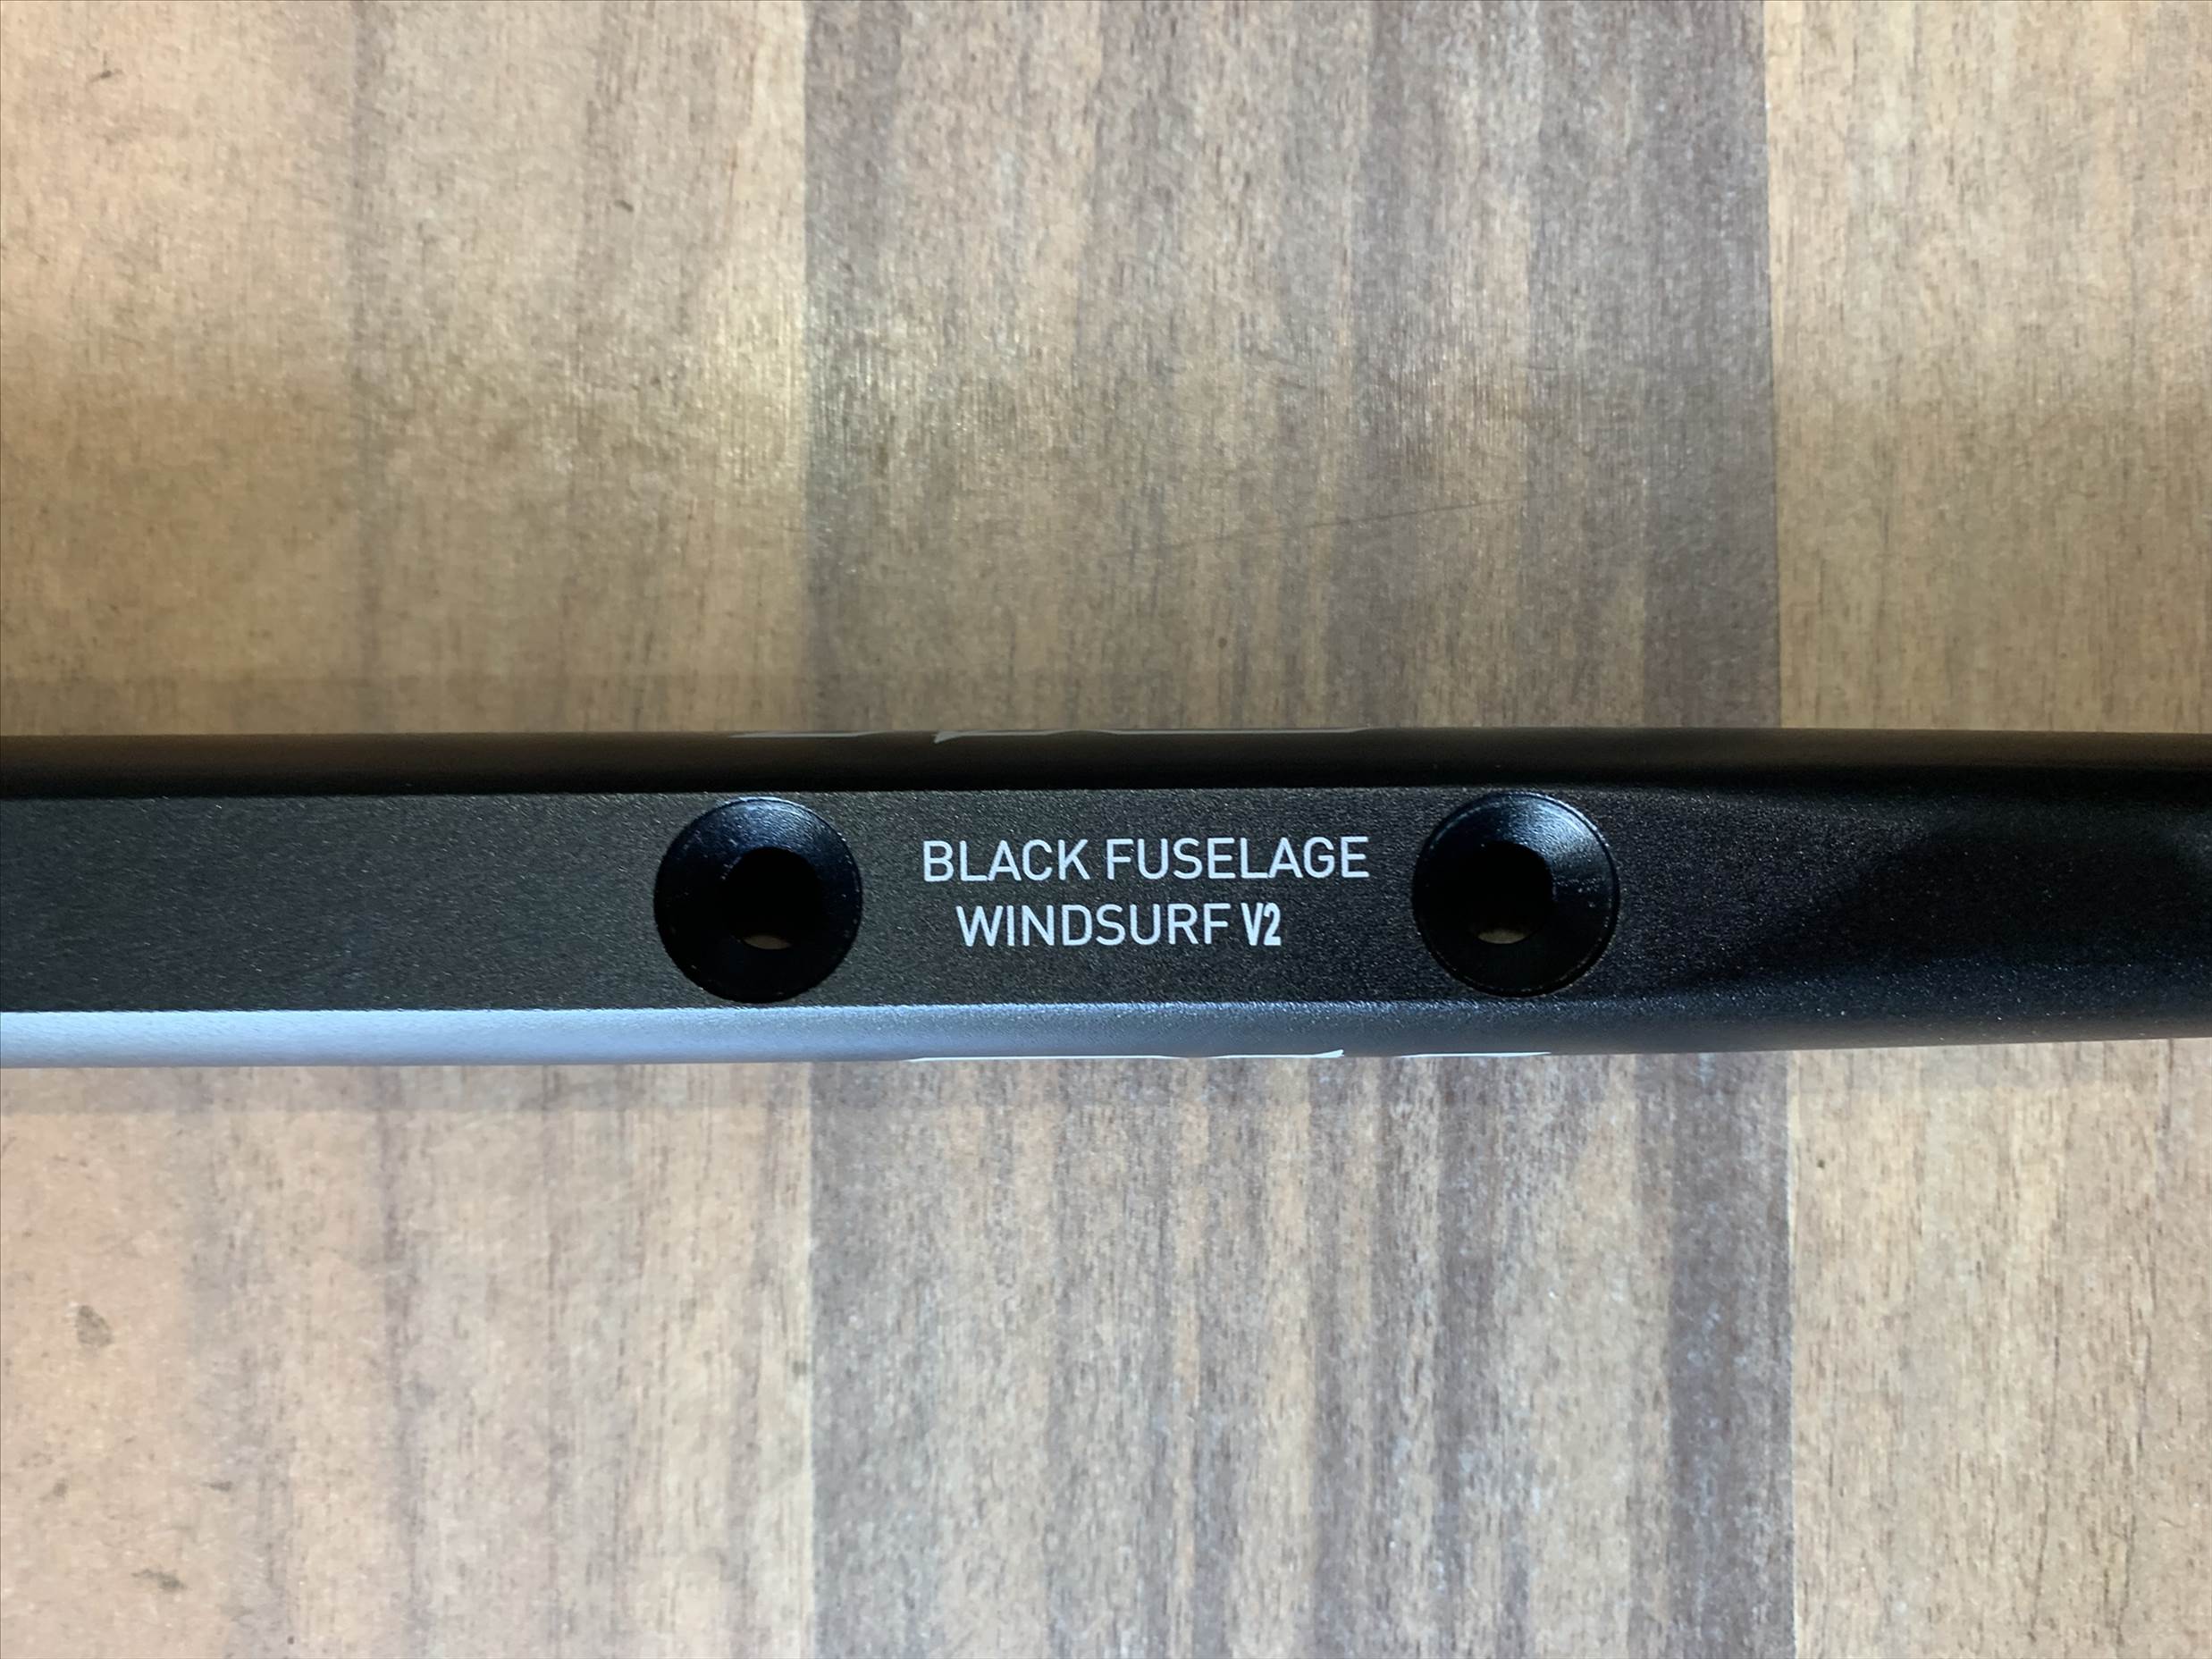 BLACK FUSELAGE
WINDSURF V2